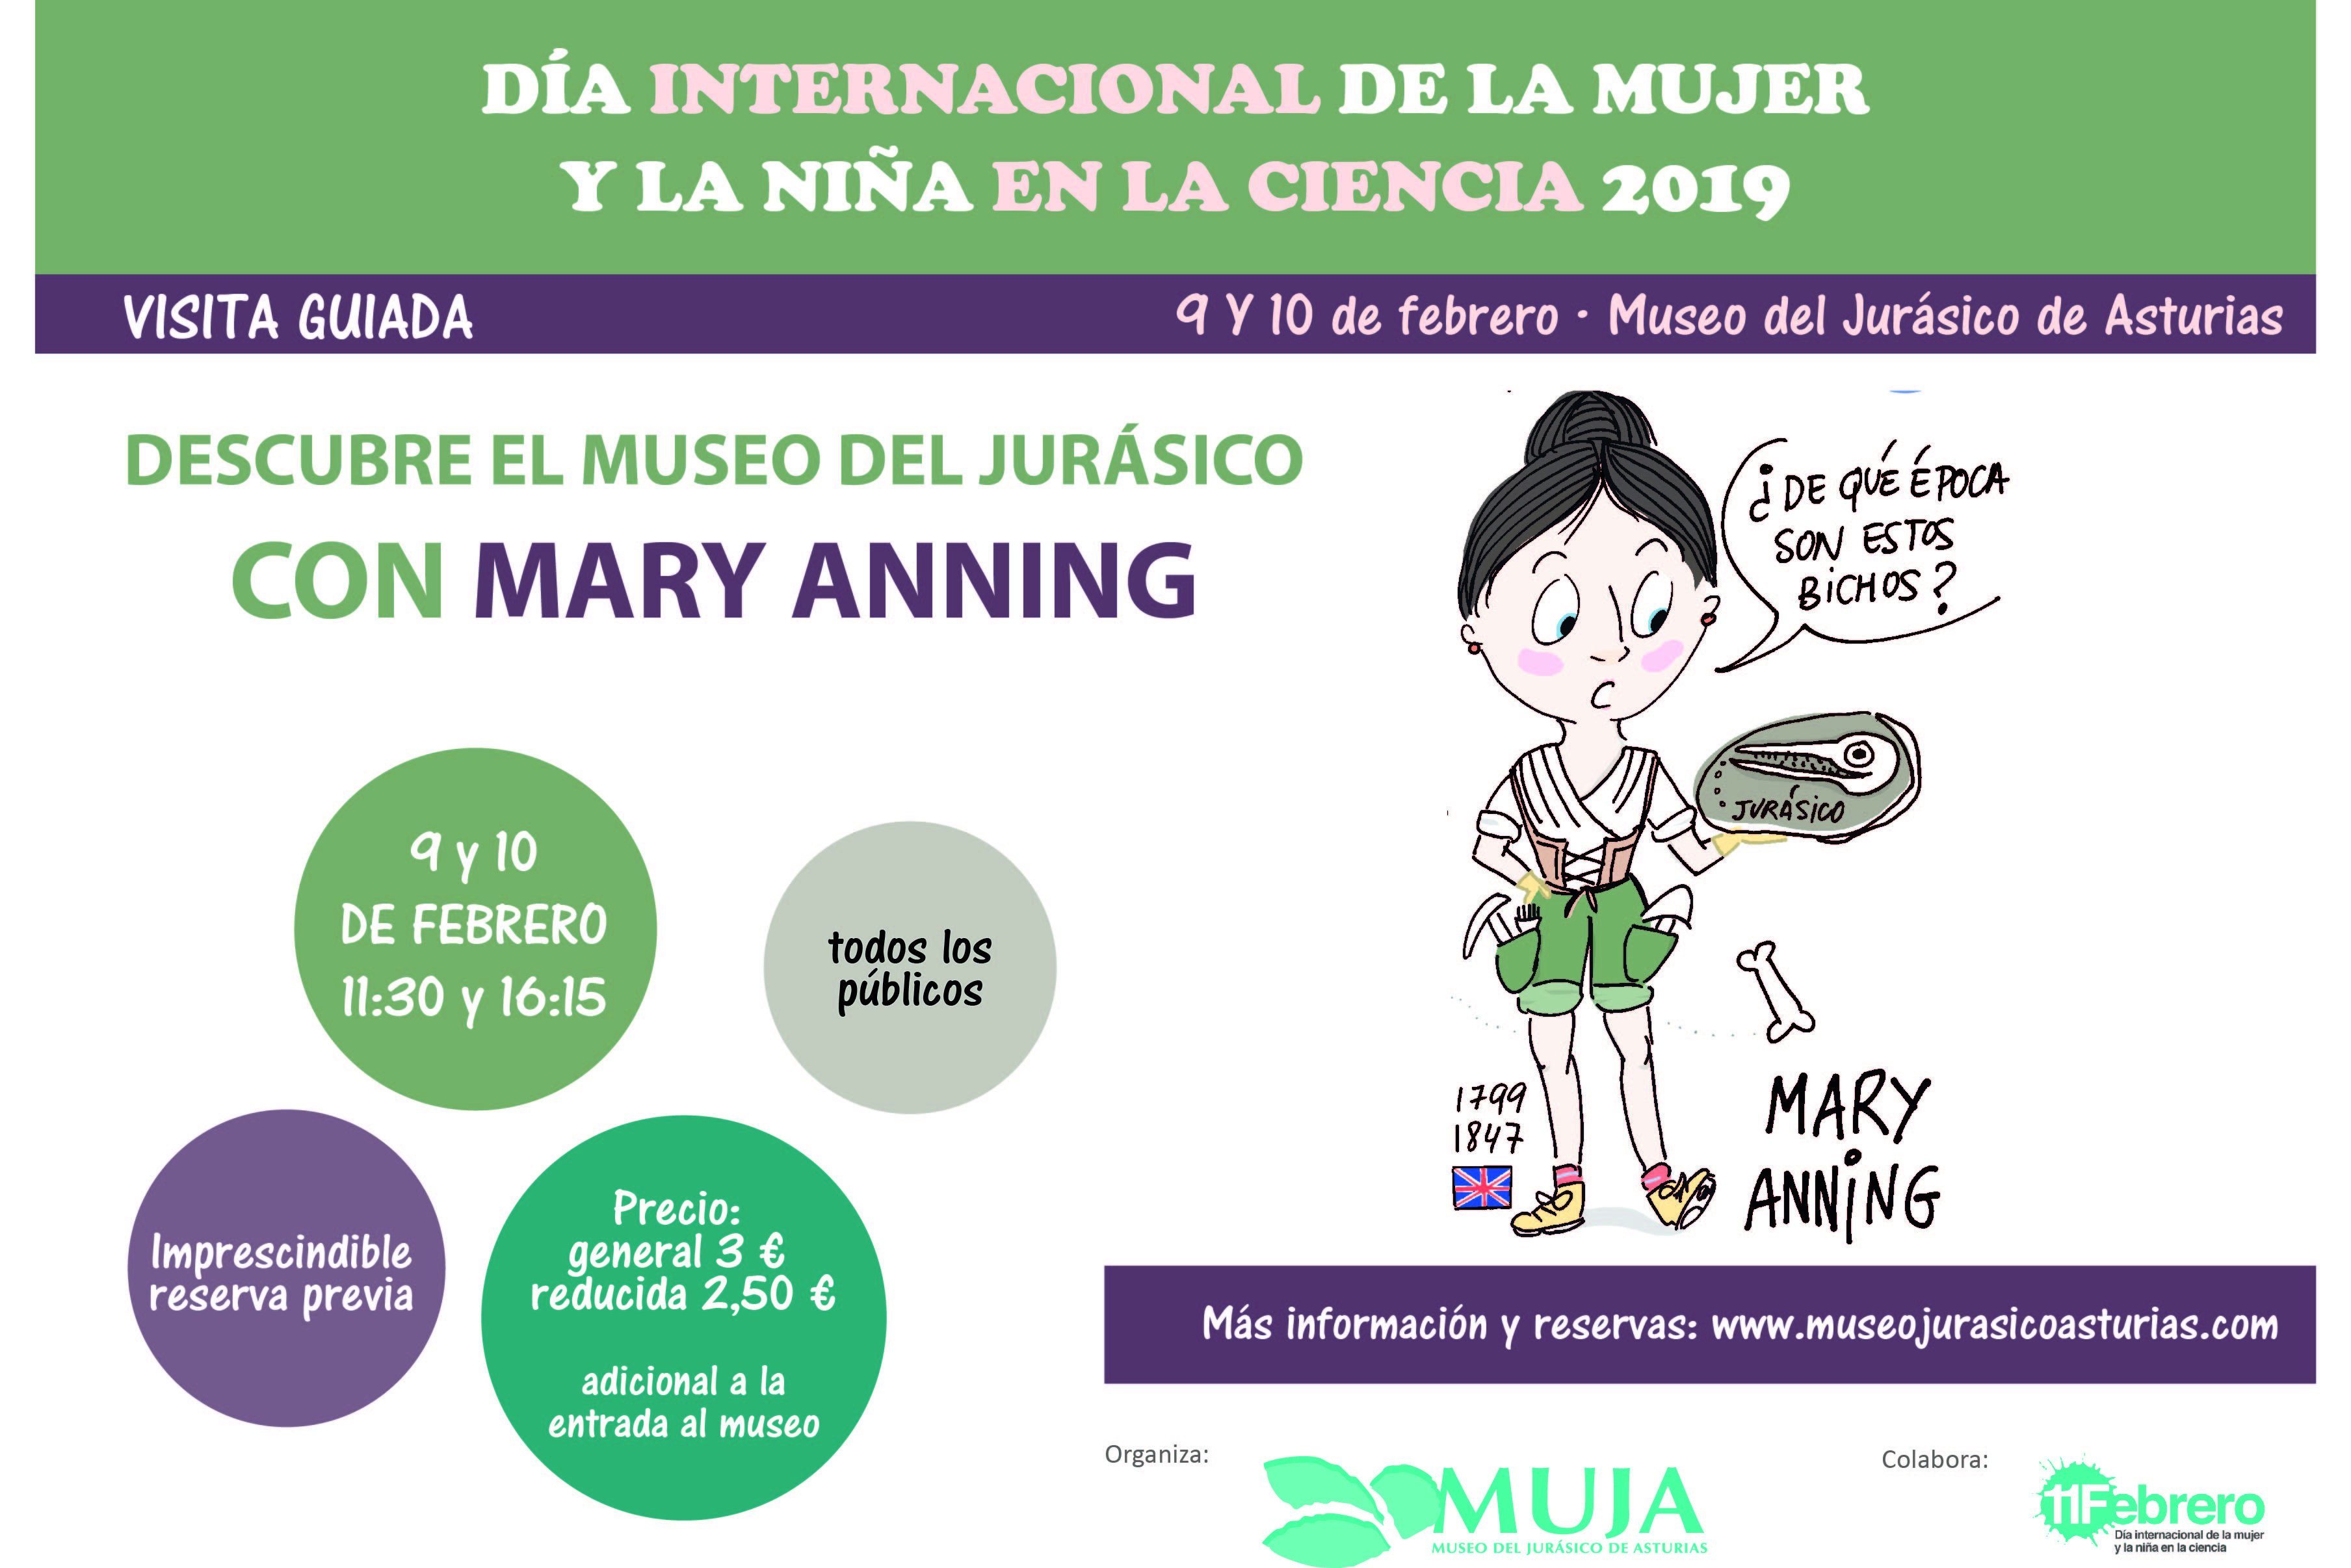 DÍA INTERNACIONAL DE LA MUJER
Y LA NIÑA EN LA CIENCIA 2019
VISITA GUIADA
9 Y 10 de febrero · Museo del Jurásico de Asturias
DESCUBRE EL MUSEO DEL JURÁSICO
CON MARY ANNING
¿DE QUÉ ÉPOCA
SON ESTOS
BiCHOS?
JURÁSiCO
9 y 10
DE FEBRERO
11:30 y 16:15
todos los
públicos
Imprescindible
reserva previa
Precio:
general 3 €
reducida 2,50 €
adicional a la
entrada al museo
1799
1847
MARY
ANNiNG
Más información y reservas: www.museojurasicoasturias.com
Organiza:
MUJA
MUSEO DEL JURÁSICO DE ASTURIAS
Colabora:
11Febrero
Día internacional de la mujer
y la niña en la ciencia